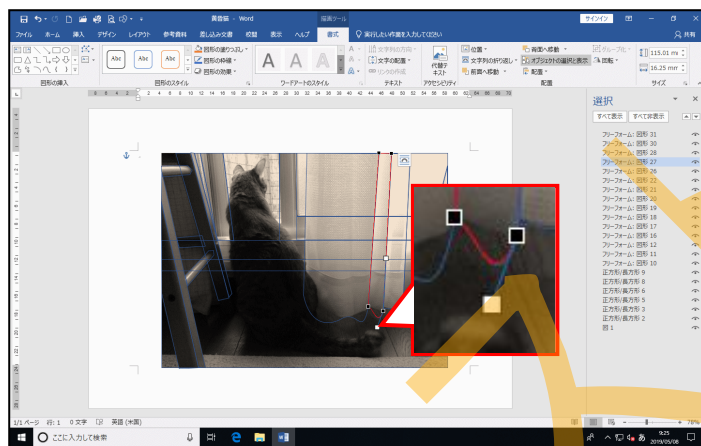 黄昏猫 - Word
描画ツール
サインイン
ファイル ホーム 挿入 デザイン レイアウト 参考資料 差し込み文書 校閲 表示 ヘルプ 書式 実行したい作業を入力してください 共有
Abc Abc Abc
図形の塗りつぶし
図形の枠線
図形の効果
A A A
文字列の方向
文字の配置
リンクの作成
代替テキスト
位置
文字列の折り返し
前面へ移動
背面へ移動
オブジェクトの選択と表示
配置
グループ化
回転
115.01 mm
16.25 mm
図形の挿入 図形のスタイル ワードアートのスタイル テキスト アクセシビリティ 配置 サイズ
選択
すべて表示 すべて非表示
フリーフォーム: 図形 31
フリーフォーム: 図形 30
フリーフォーム: 図形 28
フリーフォーム: 図形 27
フリーフォーム: 図形 26
フリーフォーム: 図形 22
フリーフォーム: 図形 21
フリーフォーム: 図形 20
フリーフォーム: 図形 19
フリーフォーム: 図形 18
フリーフォーム: 図形 17
フリーフォーム: 図形 16
フリーフォーム: 図形 12
フリーフォーム: 図形 11
フリーフォーム: 図形 10
正方形/長方形 9
正方形/長方形 8
正方形/長方形 6
正方形/長方形 5
正方形/長方形 3
正方形/長方形 2
図 1
1/1 ページ 行: 1 0 文字 英語 (米国)
78%
ここに入力して検索
あ
9:25
2019/05/08